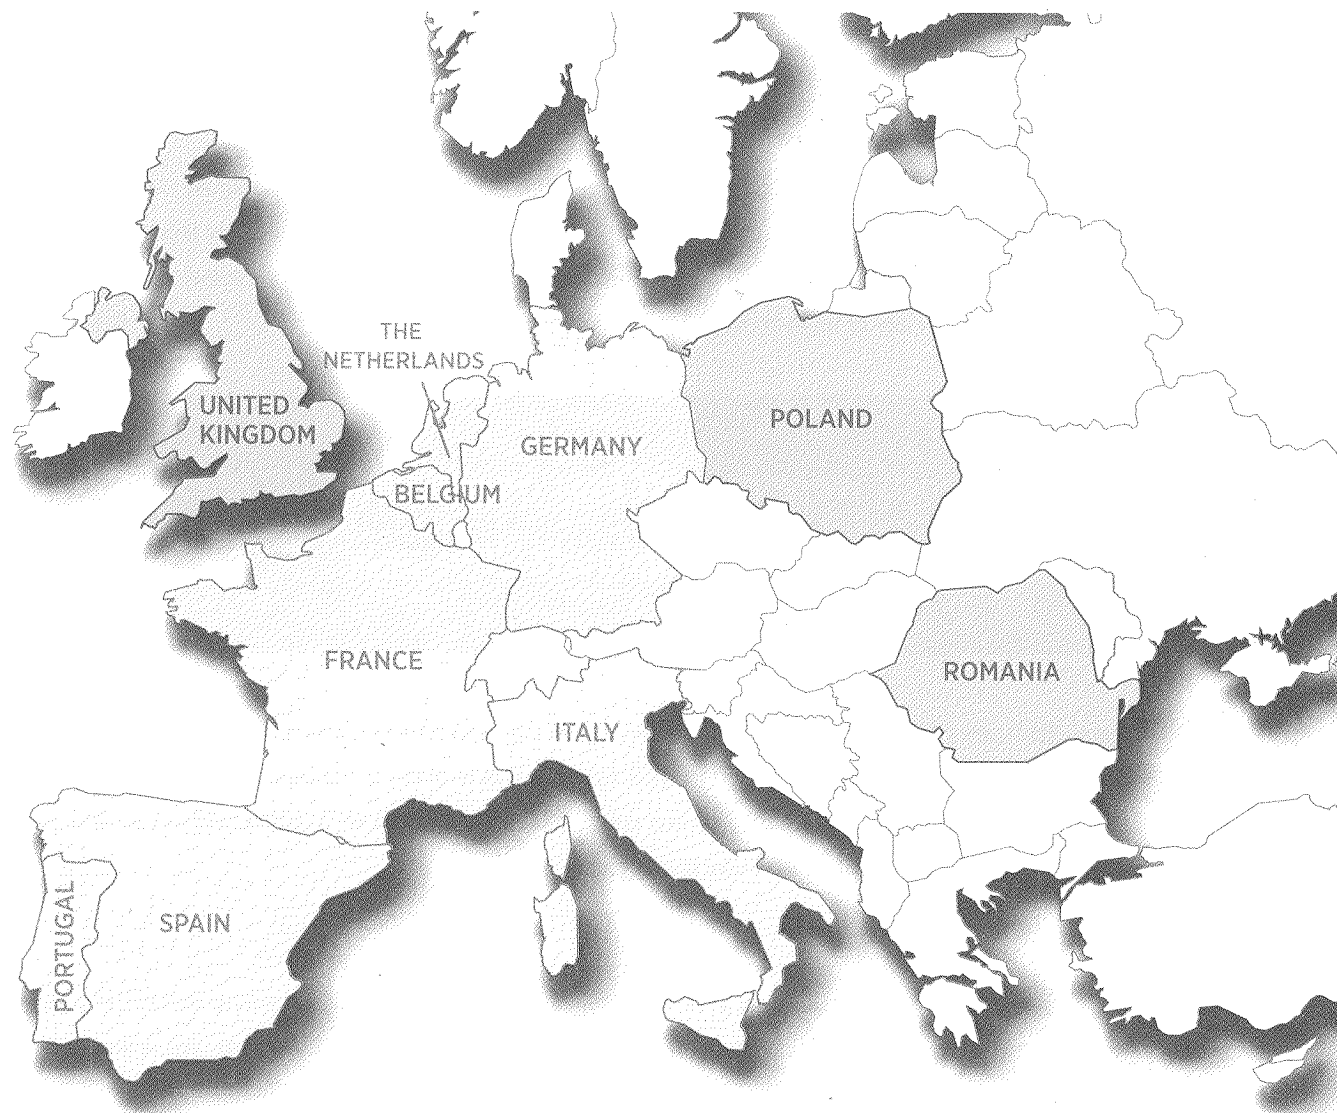 THE
NETHERLANDS
UNITED
KINGDOM
POLAND
GERMANY
BELGIUM
FRANCE
ROMANIA
ITALY
PORTUGAL
SPAIN